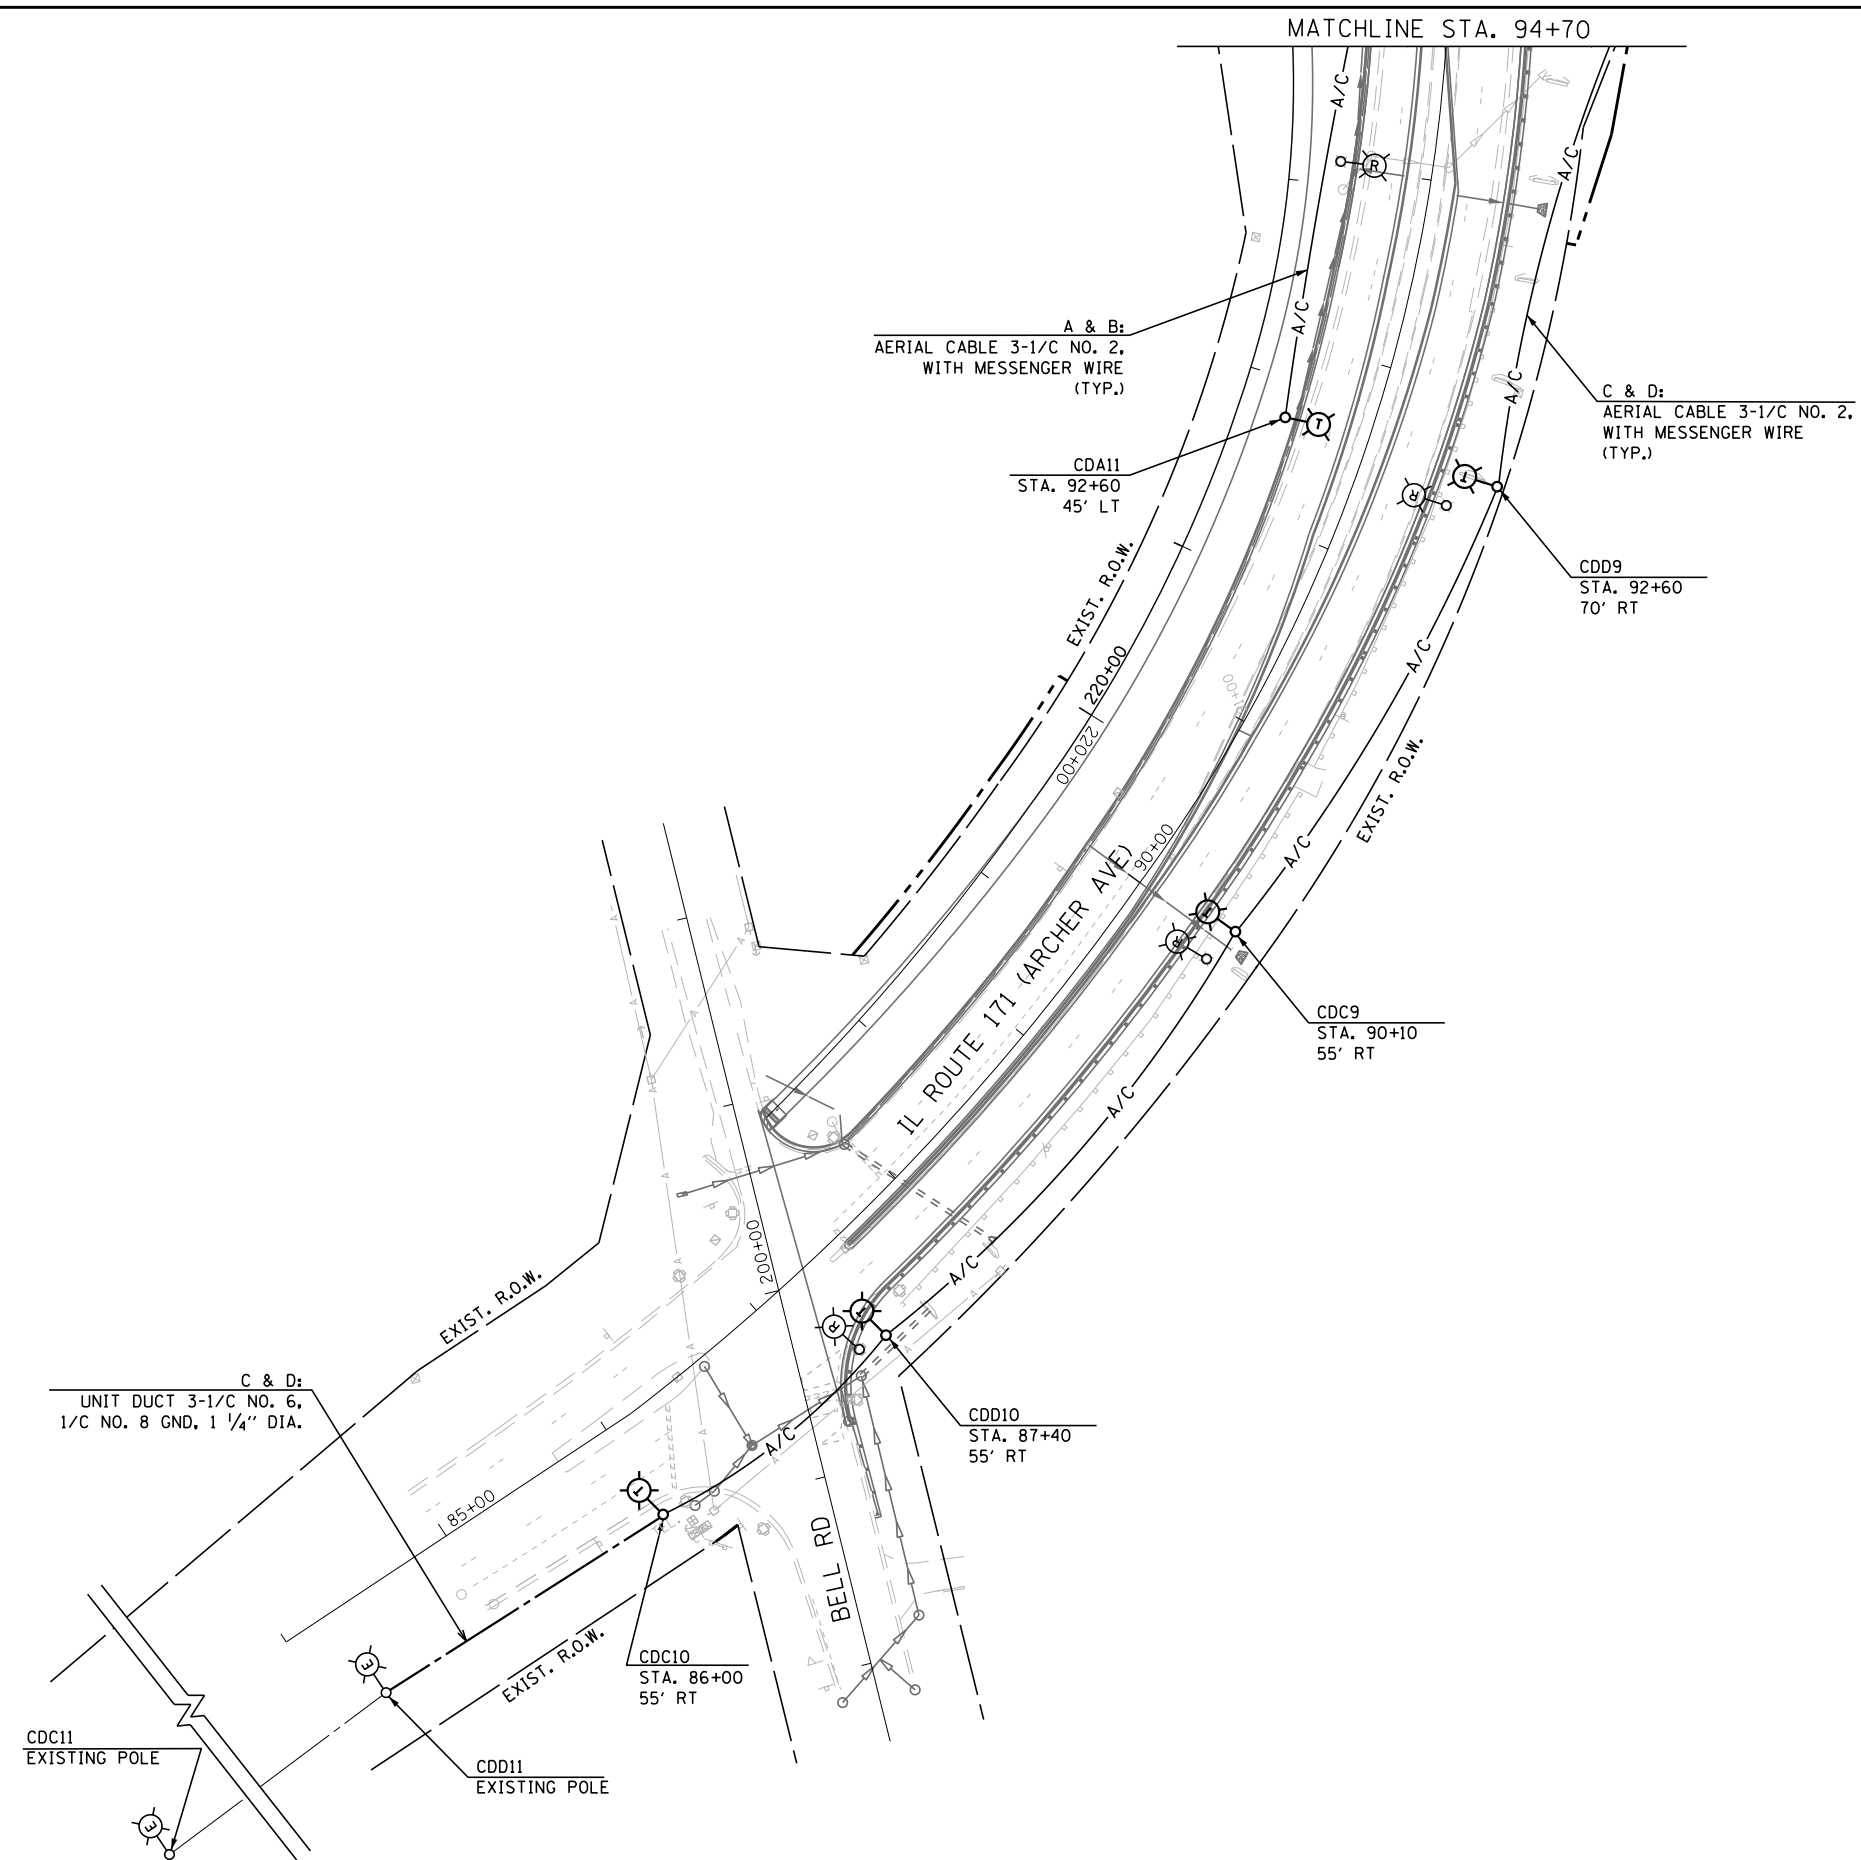 MATCHLINE STA. 94+70
A/C
A/C
R
A & B:
AERIAL CABLE 3-1/C NO. 2,
WITH MESSENGER WIRE
(TYP.)
A/C
A/C
C & D:
AERIAL CABLE 3-1/C NO. 2,
WITH MESSENGER WIRE
(TYP.)
T
CDA11
STA. 92+60
45' LT
T
R
CDD9
STA. 92+60
70' RT
EXIST. R.O.W.
A/C
220+00
220+00
EXIST. R.O.W.
A/C
90+00
IL ROUTE 171 (ARCHER AVE)
T
R
CDC9
STA. 90+10
55' RT
A/C
200+00
A/C
EXIST. R.O.W.
T
R
C & D:
UNIT DUCT 3-1/C NO. 6,
1/C NO. 8 GND, 1 1/4" DIA.
CDD10
STA. 87+40
55' RT
A/C
T
85+00
BELL RD
EXIST. R.O.W.
CDC10
STA. 86+00
55' RT
E
CDD11
EXISTING POLE
CDC11
EXISTING POLE
E